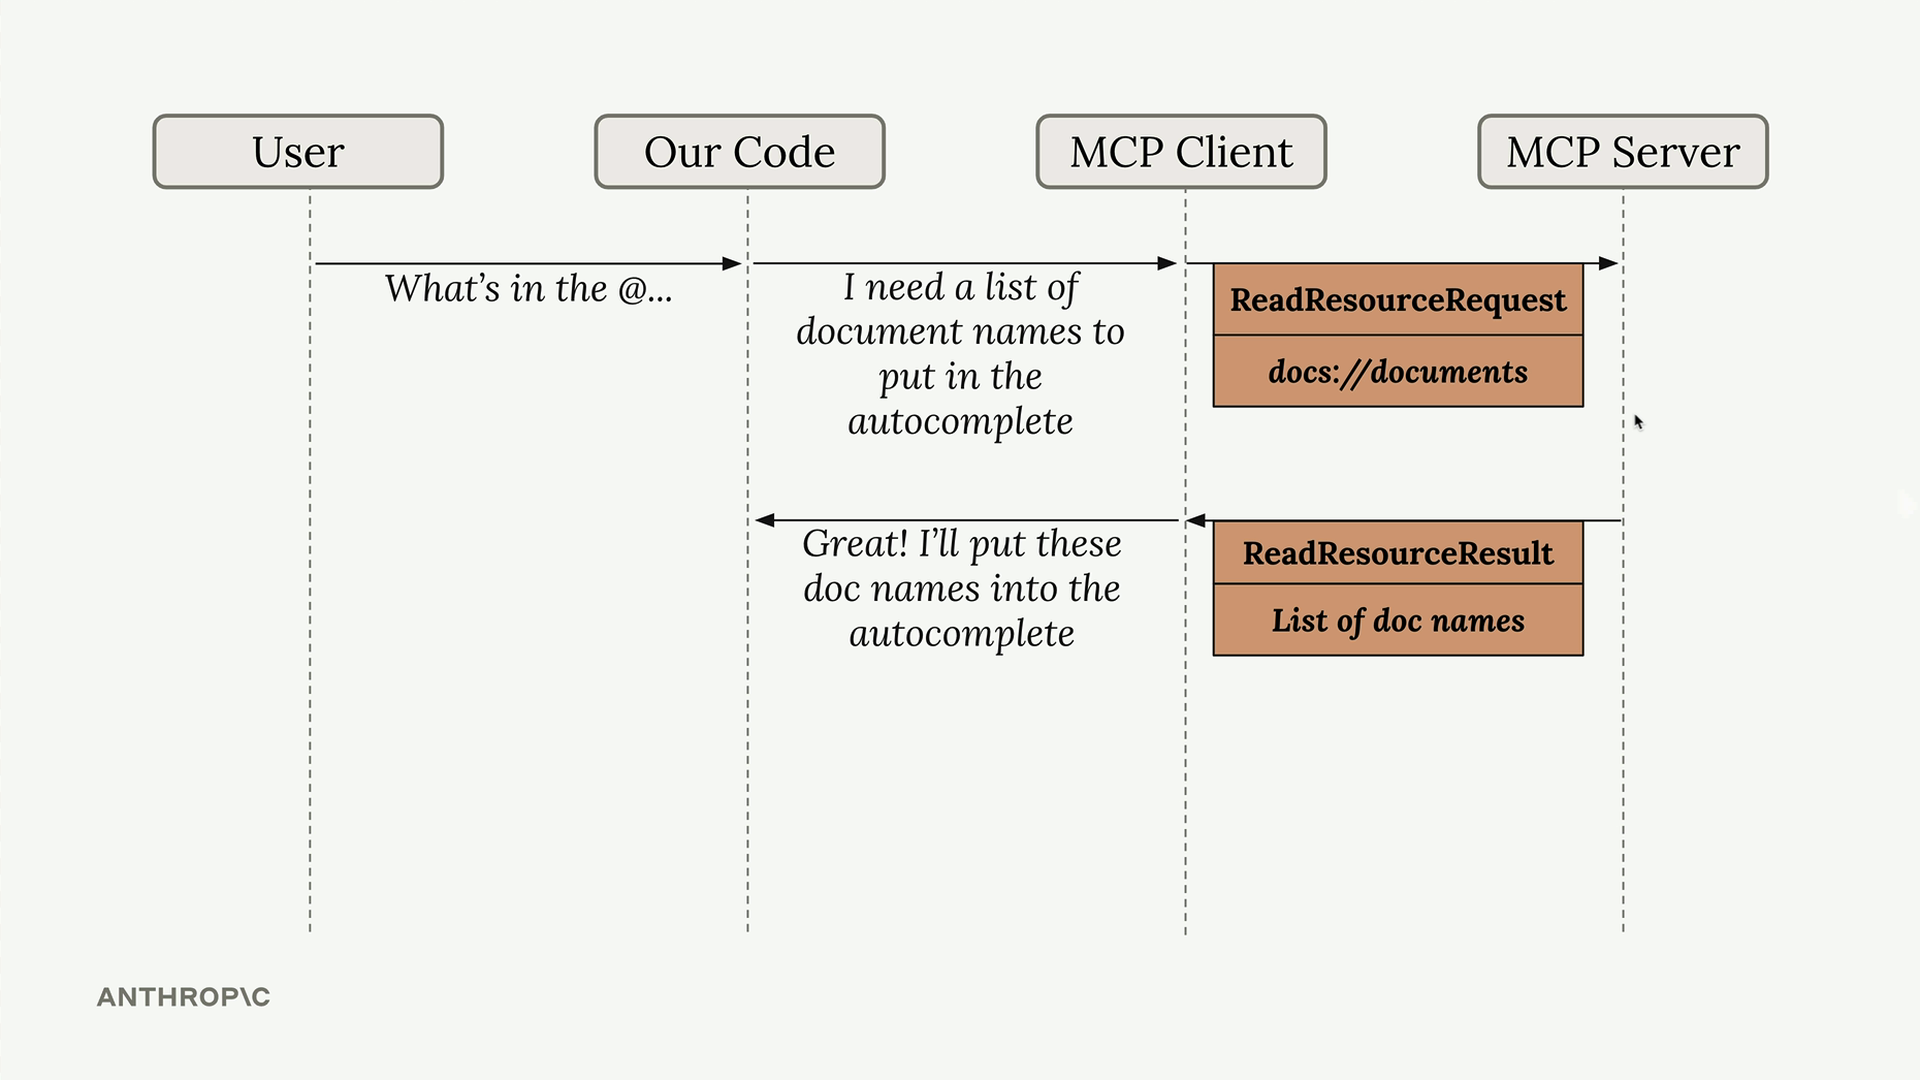 User
Our Code
MCP Client
MCP Server
What's in the @...
I need a list of
document names to
put in the
autocomplete
ReadResourceRequest
docs://documents
Great! I'll put these
doc names into the
autocomplete
ReadResourceResult
List of doc names
ANTHROP\C